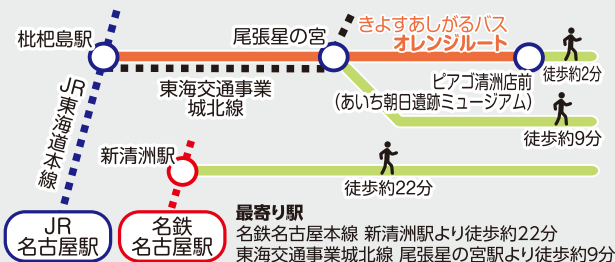 枇杷島駅
尾張星の宮
きよすあしがるバス
オレンジルート
徒歩約2分
ピアゴ清洲店前
(あいち朝日遺跡ミュージアム)
東海交通事業
城北線
JR東海道本線
徒歩約9分
新清洲駅
徒歩約22分
JR
名古屋駅
名鉄
名古屋駅
最寄り駅
名鉄名古屋本線 新清洲駅より徒歩約22分
東海交通事業城北線 尾張星の宮駅より徒歩約9分